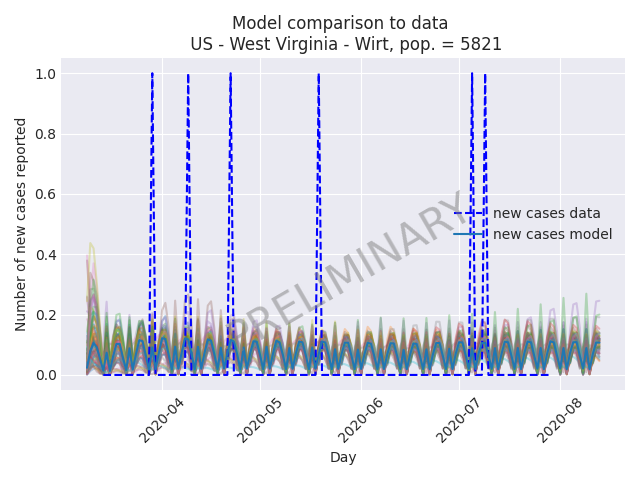 Model comparison to data
US - West Virginia - Wirt, pop. = 5821
1.0
0.8
0.6
0.4
0.2
0.0
Number of new cases reported
PRELIMINARY
new cases data
new cases model
2020-04
2020-05
2020-06
2020-07
2020-08
Day